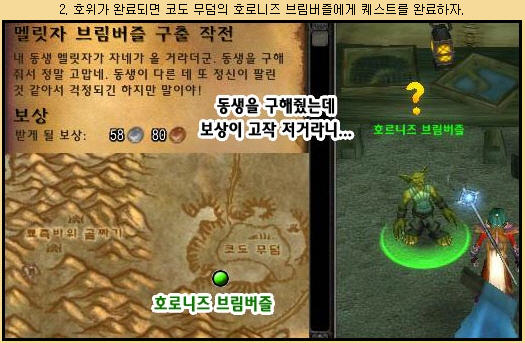 2. 호위가 완료되면 코도 무덤의 호로니즈 브림버즐에게 퀘스트를 완료하자.
멜릿자 브림버즐 구출 작전
내 동생 멜릿자가 자네가 올 거라더군. 동생을 구해
줘서 정말 고맙네. 동생이 다른 데 또 정신이 팔린
것 같아서 걱정되긴 하지만 말이야!
보상
받게 될 보상: 58 80
동생을 구해줬는데
보상이 고작 저거라니...
?
호로니즈 브림버즐
뾰족바위 골짜기
코도 무덤
호로니즈 브림버즐